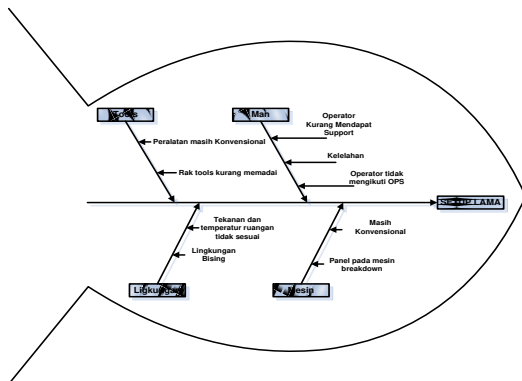 Tools
Man
Peralatan masih Konvensional
Rak tools kurang memadai
Operator
Kurang Mendapat
Support
Kelelahan
Operator tidak
mengikuti OPS
SETUP LAMA
Tekanan dan
temperatur ruangan
tidak sesuai
Lingkungan
Bising
Masih
Konvensional
Panel pada mesin
breakdown
Ligkungan
Mesin